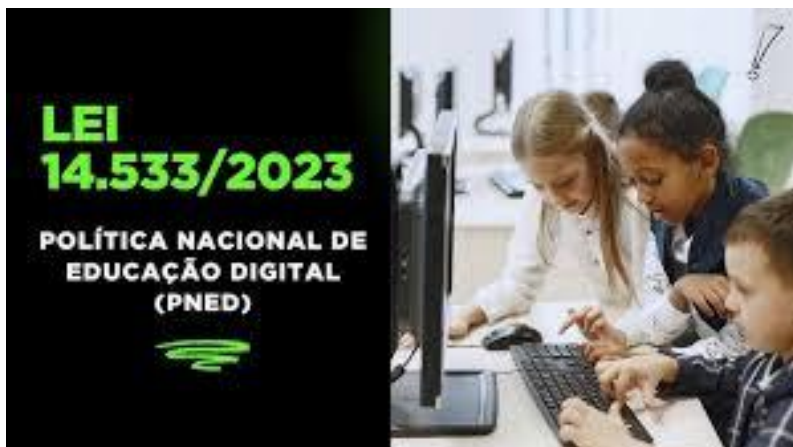 LEI
14.533/2023
POLÍTICA NACIONAL DE
EDUCAÇÃO DIGITAL
(PNED)